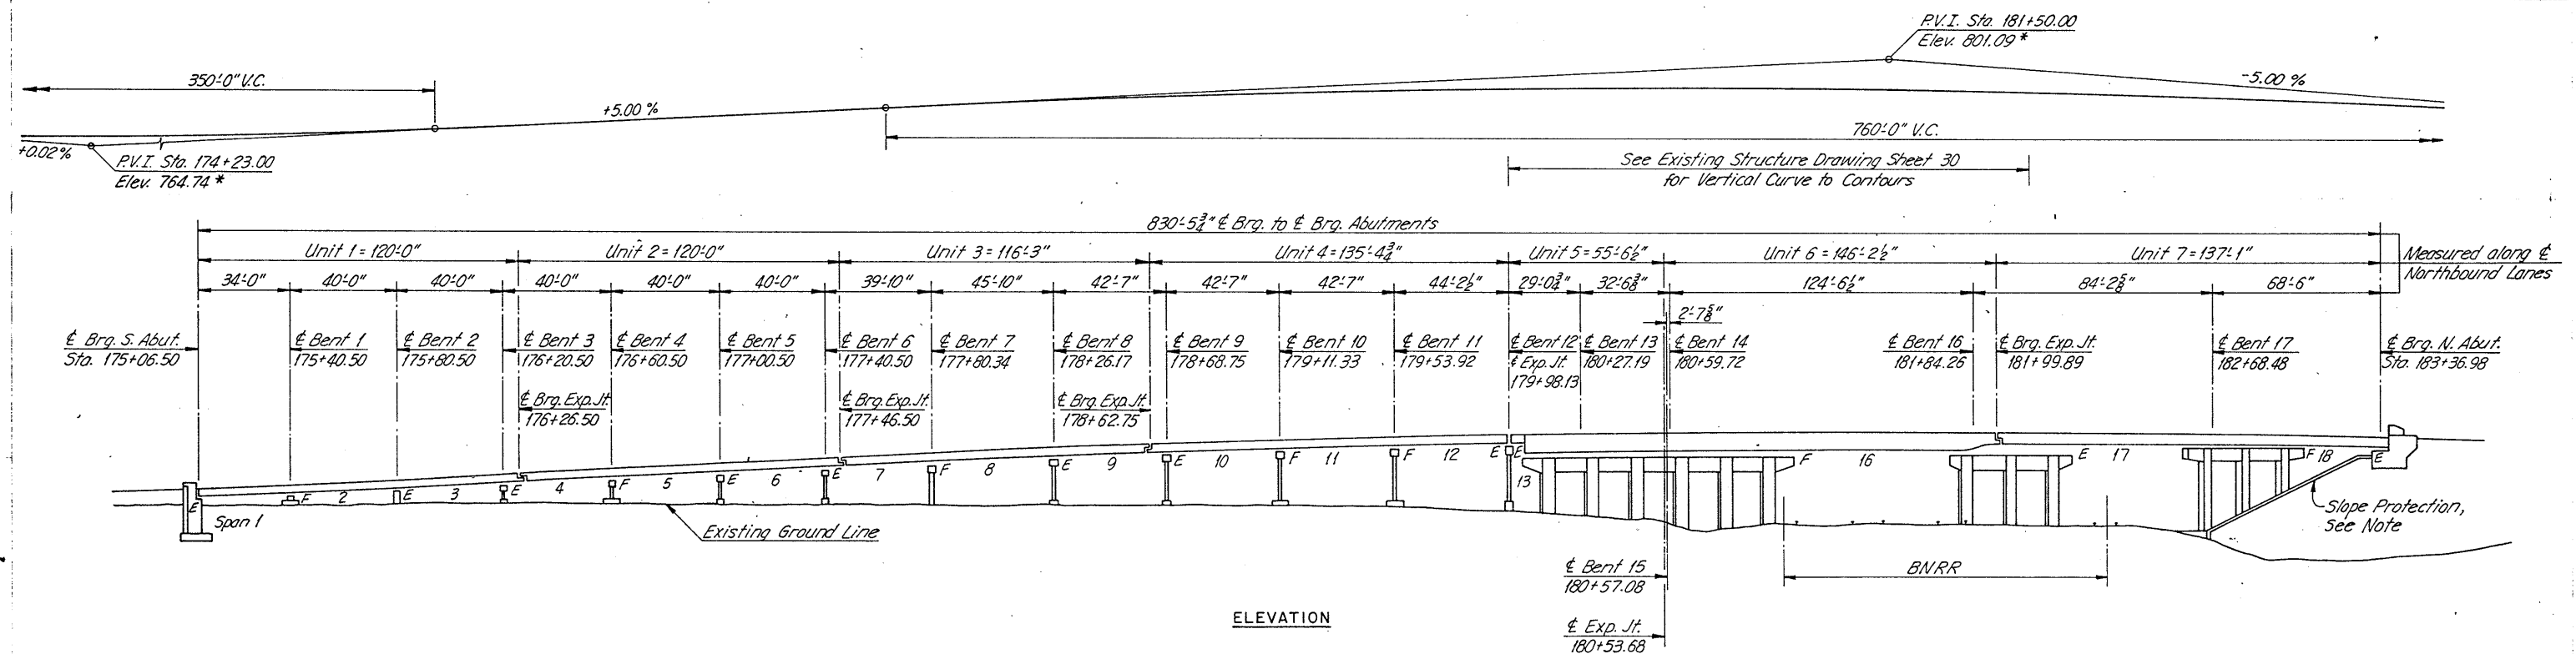 P.V.I. Sta. 181+50.00
Elev. 801.09 *
350'-0" V.C.
+5.00 %
-5.00 %
760'-0" V.C.
+0.02%
P.V.I. Sta. 174+23.00
Elev. 764.74 *
See Existing Structure Drawing Sheet 30
for Vertical Curve to Contours
830'-5¾" ℄ Brg. to ℄ Brg. Abutments
Unit 1 = 120'-0"
Unit 2 = 120'-0"
Unit 3 = 116'-3"
Unit 4 = 135'-4¾"
Unit 5 = 55'-6½"
Unit 6 = 146'-2½"
Unit 7 = 137'-1"
Measured along ℄
Northbound Lanes
34'-0"
40'-0"
40'-0"
40'-0"
40'-0"
40'-0"
39'-10"
45'-10"
42'-7"
42'-7"
42'-7"
44'-2½"
29'-0¾"
32'-6⅜"
124'-6½"
84'-2⅝"
68'-6"
2'-7⅝"
℄ Brg. S. Abut.
Sta. 175+06.50
℄ Bent 1
175+40.50
℄ Bent 2
175+80.50
℄ Bent 3
176+20.50
℄ Bent 4
176+60.50
℄ Bent 5
177+00.50
℄ Bent 6
177+40.50
℄ Bent 7
177+80.34
℄ Bent 8
178+26.17
℄ Bent 9
178+68.75
℄ Bent 10
179+11.33
℄ Bent 11
179+53.92
℄ Bent 12
℄ Exp. Jt.
179+98.13
℄ Bent 13
180+27.19
℄ Bent 14
180+59.72
℄ Bent 16
181+84.26
℄ Brg. Exp. Jt.
181+99.89
℄ Bent 17
182+68.48
℄ Brg. N. Abut.
Sta. 183+36.98
℄ Brg. Exp. Jt.
176+26.50
℄ Brg. Exp. Jt.
177+46.50
℄ Brg. Exp. Jt.
178+62.75
E
Span 1
F
2
E
3
E
4
F
5
E
6
E
7
F
8
E
9
E
10
F
11
F
12
E
E
13
F
16
E
17
F
18
E
Existing Ground Line
Slope Protection,
See Note
℄ Bent 15
180+57.08
BNRR
℄ Exp. Jt.
180+53.68
ELEVATION